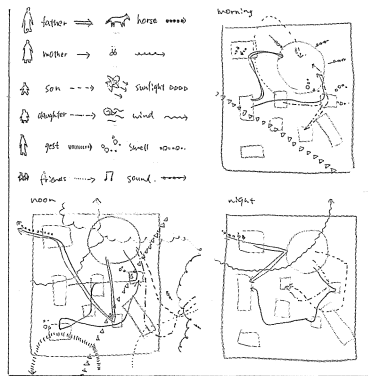 father horse
mother
son sunlight
daughter wind
gest smell
friends sound
morning
noon
night